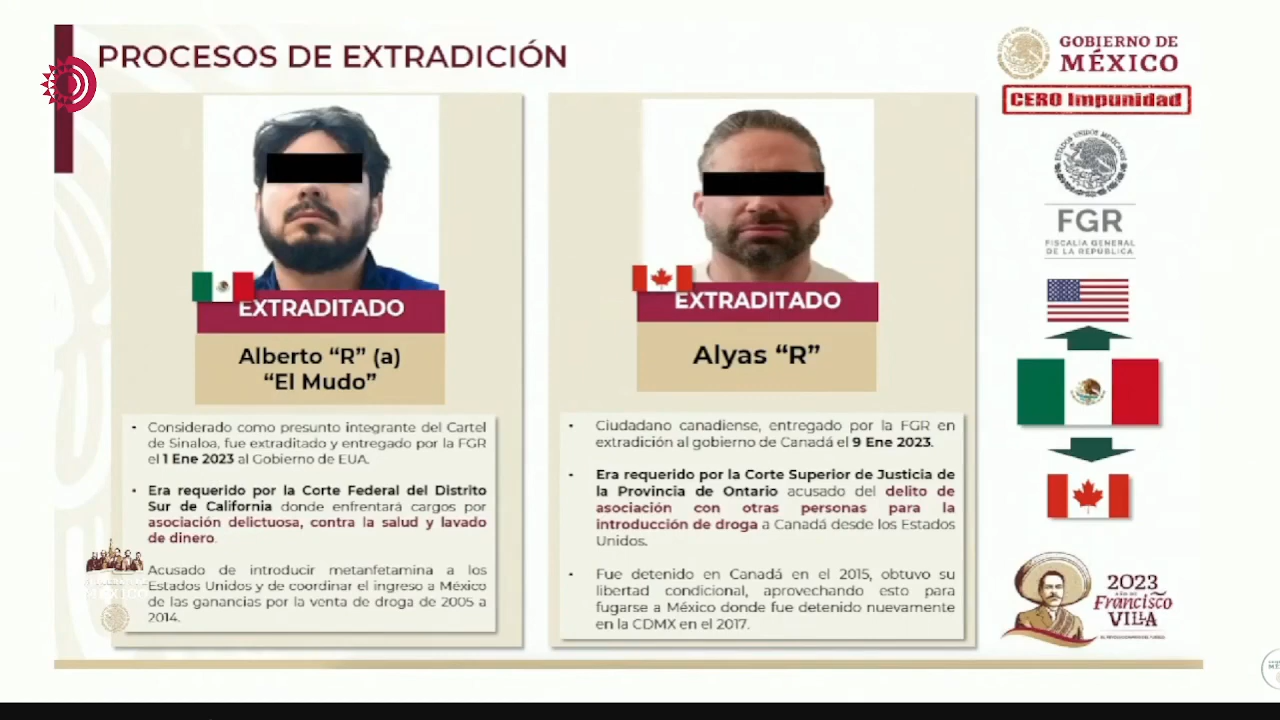 PROCESOS DE EXTRADICIÓN
GOBIERNO DE
MÉXICO
CERO Impunidad
EXTRADITADO
Alberto “R” (a)
“El Mudo”
• Considerado como presunto integrante del Cartel
de Sinaloa, fue extraditado y entregado por la FGR
el 1 Ene 2023 al Gobierno de EUA.
• Era requerido por la Corte Federal del Distrito
Sur de California donde enfrentará cargos por
asociación delictuosa, contra la salud y lavado
de dinero.
Acusado de introducir metanfetamina a los
Estados Unidos y de coordinar el ingreso a México
de las ganancias por la venta de droga de 2005 a
2014.
EXTRADITADO
Alyas “R”
• Ciudadano canadiense, entregado por la FGR en
extradición al gobierno de Canadá el 9 Ene 2023.
• Era requerido por la Corte Superior de Justicia de
la Provincia de Ontario acusado del delito de
asociación con otras personas para la
introducción de droga a Canadá desde los Estados
Unidos.
• Fue detenido en Canadá en el 2015, obtuvo su
libertad condicional, aprovechando esto para
fugarse a México donde fue detenido nuevamente
en la CDMX en el 2017.
ESTADOS UNIDOS MEXICANOS
FGR
FISCALÍA GENERAL
DE LA REPÚBLICA
2023
Francisco
VILLA